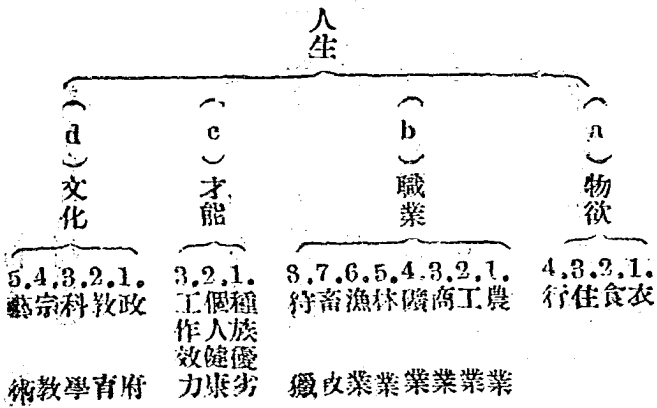 人生
(a)物欲
1.衣
2.食
3.住
4.行
(b)職業
1.農業
2.工業
3.商業
4.礦業
5.林業
6.漁業
7.畜牧
8.狩獵
(c)才能
1.種族優劣
2.個人健康
3.工作效力
(d)文化
1.政府
2.教育
3.科學
4.宗教
5.藝術